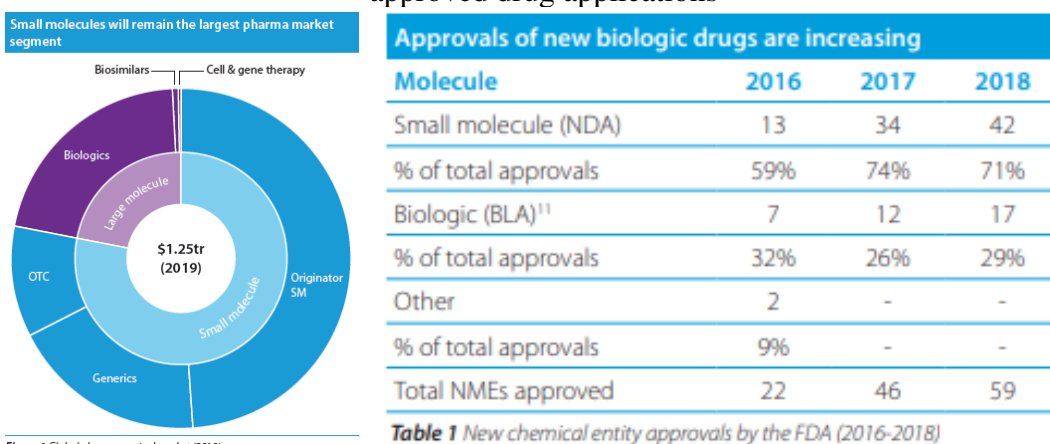 approved drug applications
Small molecules will remain the largest pharma market
segment
Biosimilars
Cell & gene therapy
Biologics
Large molecule
$1.25tr
(2019)
OTC
Originator
SM
Small molecule
Generics
Approvals of new biologic drugs are increasing
Molecule 2016 2017 2018
Small molecule (NDA) 13 34 42
% of total approvals 59% 74% 71%
Biologic (BLA)¹¹ 7 12 17
% of total approvals 32% 26% 29%
Other 2 - -
% of total approvals 9% - -
Total NMEs approved 22 46 59
Table 1 New chemical entity approvals by the FDA (2016-2018)